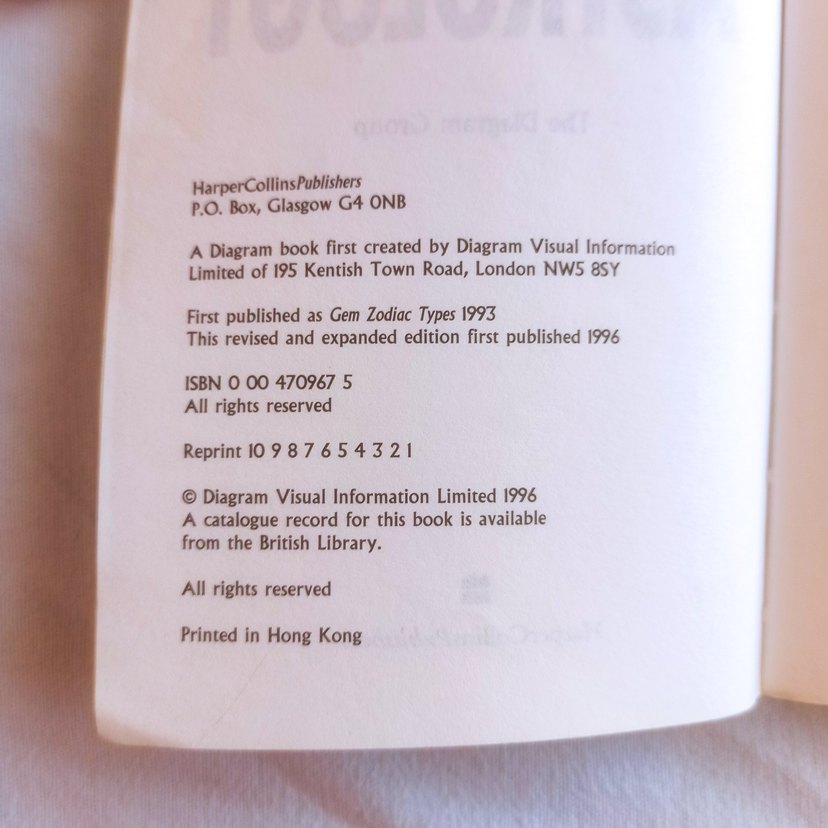 HarperCollinsPublishers
P.O. Box, Glasgow G4 0NB
A Diagram book first created by Diagram Visual Information
Limited of 195 Kentish Town Road, London NW5 8SY
First published as Gem Zodiac Types 1993
This revised and expanded edition first published 1996
ISBN 0 00 470967 5
All rights reserved
Reprint 10 9 8 7 6 5 4 3 2 1
© Diagram Visual Information Limited 1996
A catalogue record for this book is available
from the British Library.
All rights reserved
Printed in Hong Kong